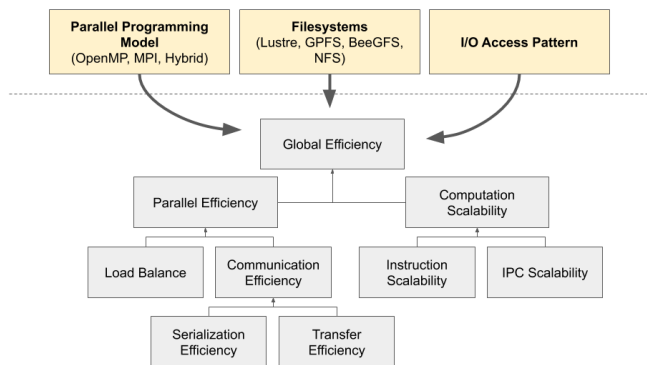 Parallel Programming
Model
(OpenMP, MPI, Hybrid)
Filesystems
(Lustre, GPFS, BeeGFS,
NFS)
I/O Access Pattern
Global Efficiency
Parallel Efficiency
Computation
Scalability
Load Balance
Communication
Efficiency
Instruction
Scalability
IPC Scalability
Serialization
Efficiency
Transfer
Efficiency